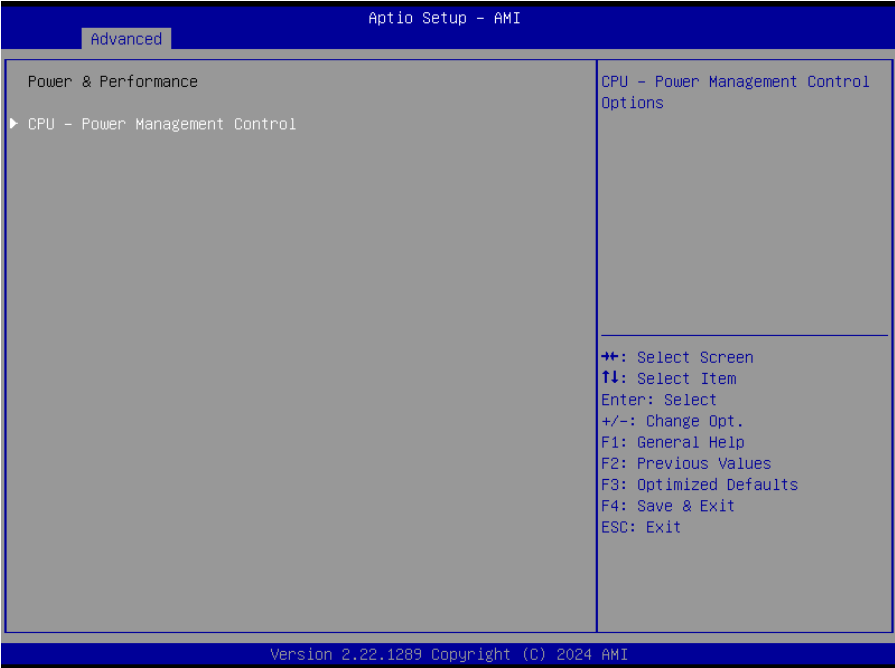 Aptio Setup – AMI
Advanced
Power & Performance
CPU – Power Management Control
CPU – Power Management Control
Options
→←: Select Screen
↑↓: Select Item
Enter: Select
+/-: Change Opt.
F1: General Help
F2: Previous Values
F3: Optimized Defaults
F4: Save & Exit
ESC: Exit
Version 2.22.1289 Copyright (C) 2024 AMI